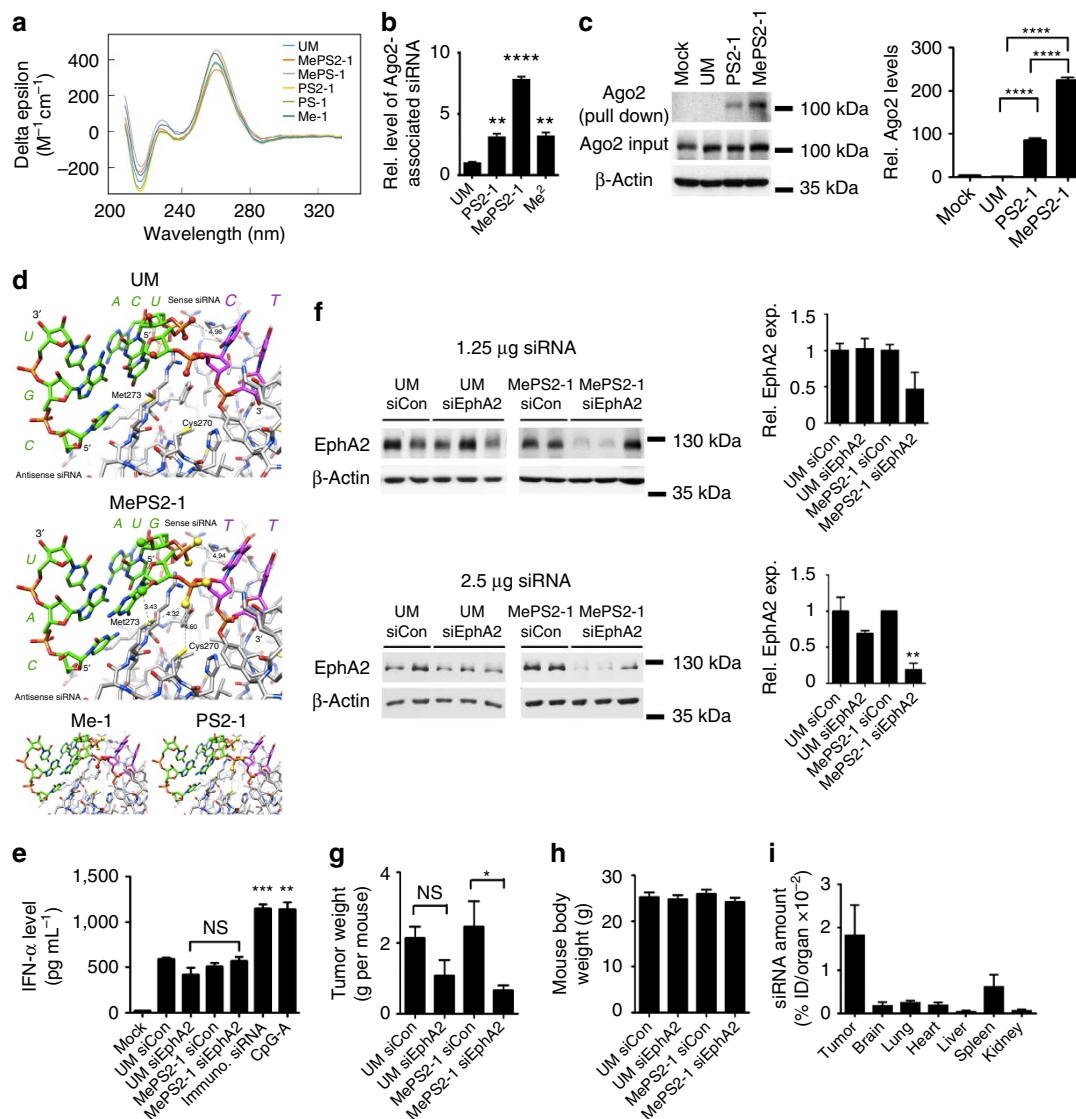 a
Delta epsilon
(M⁻¹ cm⁻¹)
400
200
0
−200
200
240
280
320
Wavelength (nm)
UM
MePS2-1
MePS-1
PS2-1
PS-1
Me-1
b
Rel. level of Ago2-
associated siRNA
10
5
0
**
****
**
UM
PS2-1
MePS2-1
Me²
c
Mock
UM
PS2-1
MePS2-1
Ago2
(pull down)
100 kDa
Ago2 input
100 kDa
β-Actin
35 kDa
Rel. Ago2 levels
300
200
100
0
****
****
****
Mock
UM
PS2-1
MePS2-1
d
UM
A C U
Sense siRNA
C
T
3′
5′
4.96
U
G
Met273
Cys270
3′
C
5′
Antisense siRNA
MePS2-1
A U G
Sense siRNA
T
T
3′
5′
4.94
U
A
3.43
4.32
4.60
Met273
Cys270
3′
C
5′
Antisense siRNA
Me-1
PS2-1
f
1.25 μg siRNA
UM
siCon
UM
siEphA2
MePS2-1
siCon
MePS2-1
siEphA2
EphA2
130 kDa
β-Actin
35 kDa
Rel. EphA2 exp.
1.5
1
0.5
0
UM siCon
UM siEphA2
MePS2-1 siCon
MePS2-1 siEphA2
2.5 μg siRNA
UM
siCon
UM
siEphA2
MePS2-1
siCon
MePS2-1
siEphA2
EphA2
130 kDa
β-Actin
35 kDa
Rel. EphA2 exp.
1.5
1
0.5
0
**
UM siCon
UM siEphA2
MePS2-1 siCon
MePS2-1 siEphA2
e
IFN-α level
(pg mL⁻¹)
1,500
1,000
500
0
NS
***
**
Mock
UM siCon
UM siEphA2
MePS2-1 siCon
MePS2-1 siEphA2
Immuno. siRNA
CpG-A
g
Tumor weight
(g per mouse)
4
2
0
NS
*
UM siCon
UM siEphA2
MePS2-1 siCon
MePS2-1 siEphA2
h
Mouse body
weight (g)
30
20
10
0
UM siCon
UM siEphA2
MePS2-1 siCon
MePS2-1 siEphA2
i
siRNA amount
(% ID/organ ×10⁻²)
3
2
1
0
Tumor
Brain
Lung
Heart
Liver
Spleen
Kidney